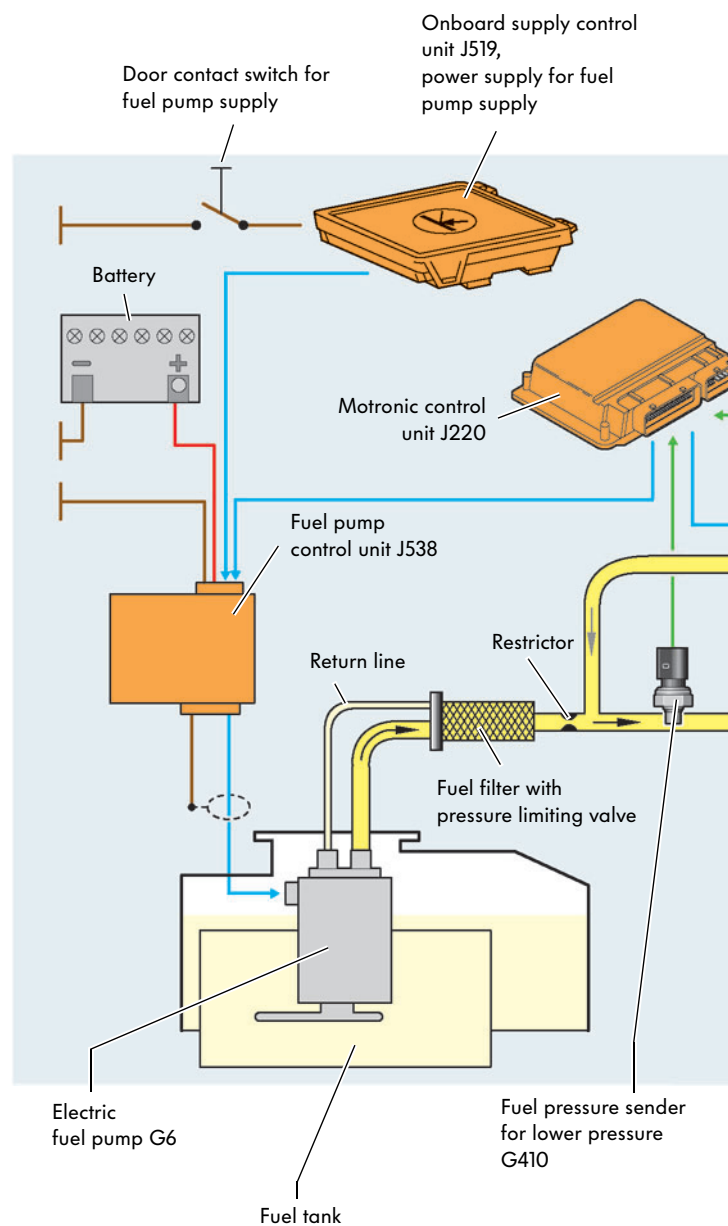 Onboard supply control
unit J519,
power supply for fuel
pump supply
Door contact switch for
fuel pump supply
Battery
Motronic control
unit J220
Fuel pump
control unit J538
Restrictor
Return line
Fuel filter with
pressure limiting valve
Electric
fuel pump G6
Fuel pressure sender
for lower pressure
G410
Fuel tank